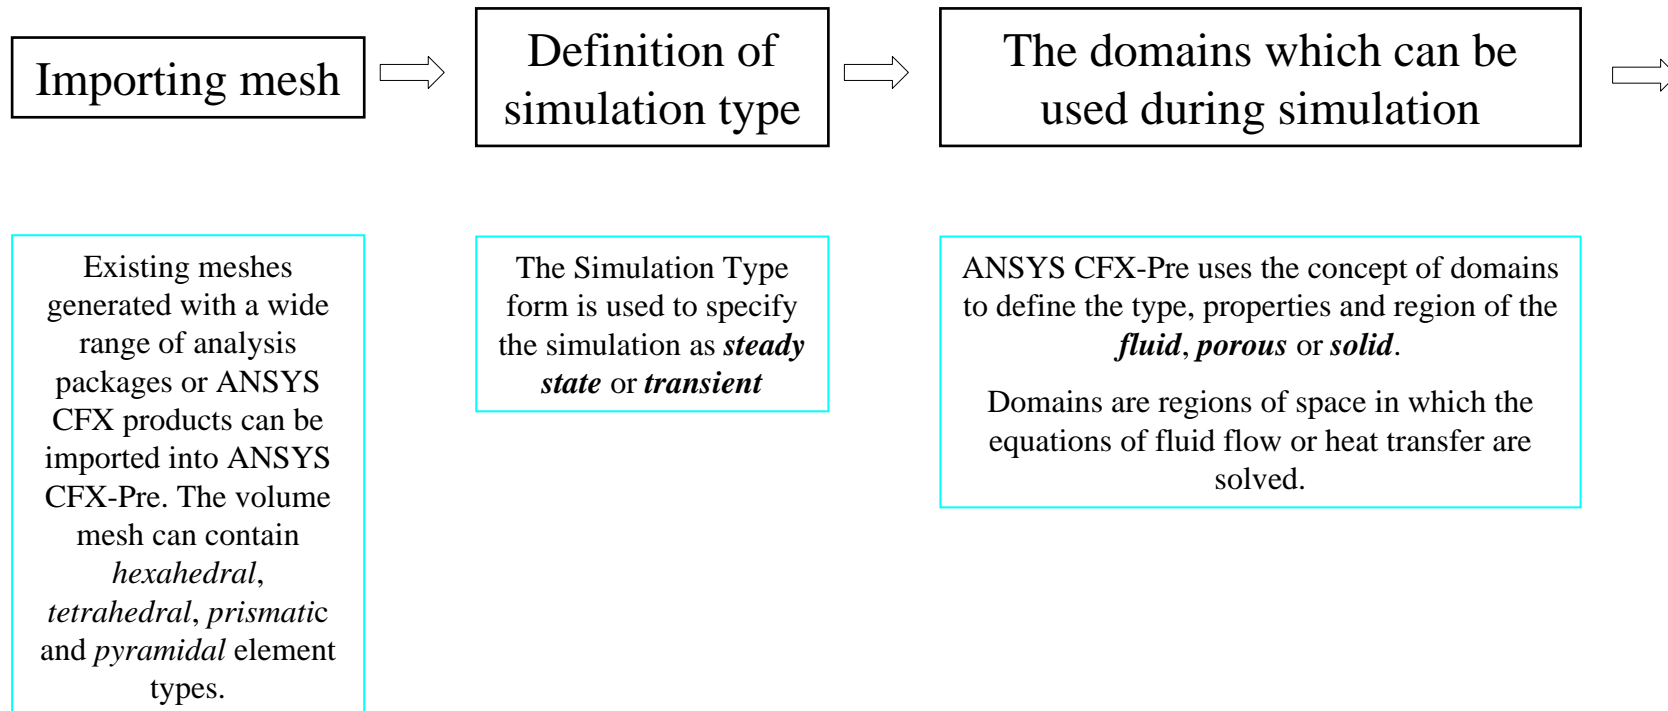 Importing mesh
Definition of
simulation type
The domains which can be
used during simulation
Existing meshes
generated with a wide
range of analysis
packages or ANSYS
CFX products can be
imported into ANSYS
CFX-Pre. The volume
mesh can contain
hexahedral,
tetrahedral, prismatic
and pyramidal element
types.
The Simulation Type
form is used to specify
the simulation as steady
state or transient
ANSYS CFX-Pre uses the concept of domains
to define the type, properties and region of the
fluid, porous or solid.
Domains are regions of space in which the
equations of fluid flow or heat transfer are
solved.